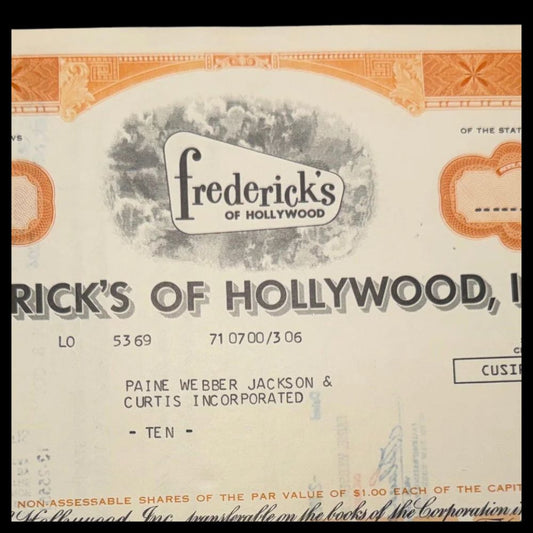 OF THE STAT
frederick's
OF HOLLYWOOD
RICK'S OF HOLLYWOOD, I
LO 5369 710700/306
CUSIP
PAINE WEBBER JACKSON &
CURTIS INCORPORATED
- TEN -
NON-ASSESSABLE SHARES OF THE PAR VALUE OF $1.00 EACH OF THE CAPIT
Hollywood, Inc., transferable on the books of the Corporation in